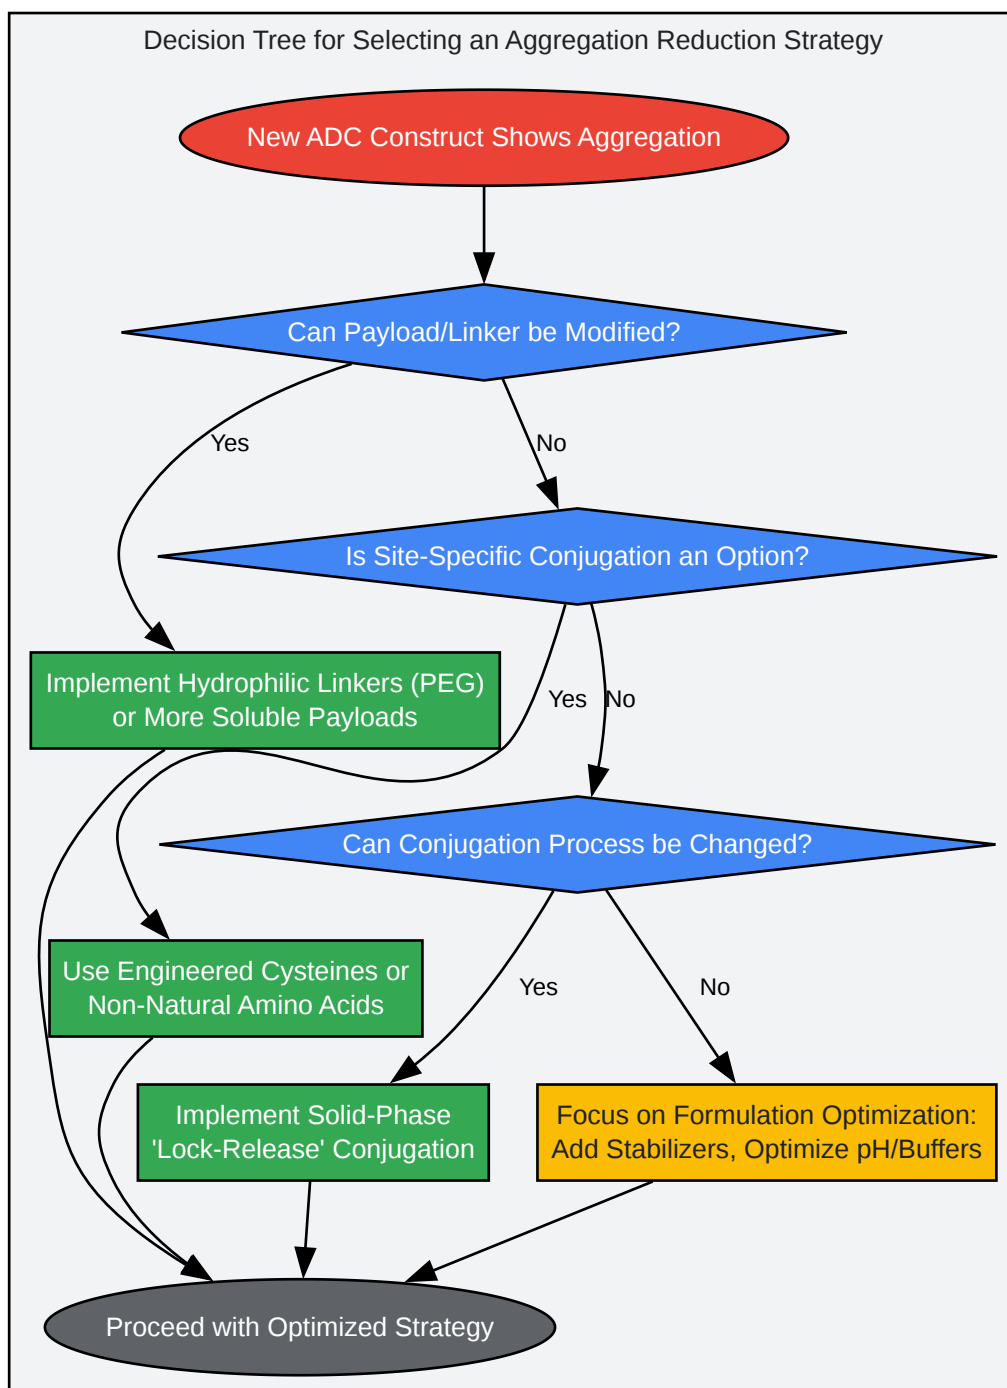 Decision Tree for Selecting an Aggregation Reduction Strategy
New ADC Construct Shows Aggregation
Can Payload/Linker be Modified?
Yes
No
Is Site-Specific Conjugation an Option?
Implement Hydrophilic Linkers (PEG)
or More Soluble Payloads
Yes
No
Can Conjugation Process be Changed?
Use Engineered Cysteines or
Non-Natural Amino Acids
Yes
No
Implement Solid-Phase
'Lock-Release' Conjugation
Focus on Formulation Optimization:
Add Stabilizers, Optimize pH/Buffers
Proceed with Optimized Strategy